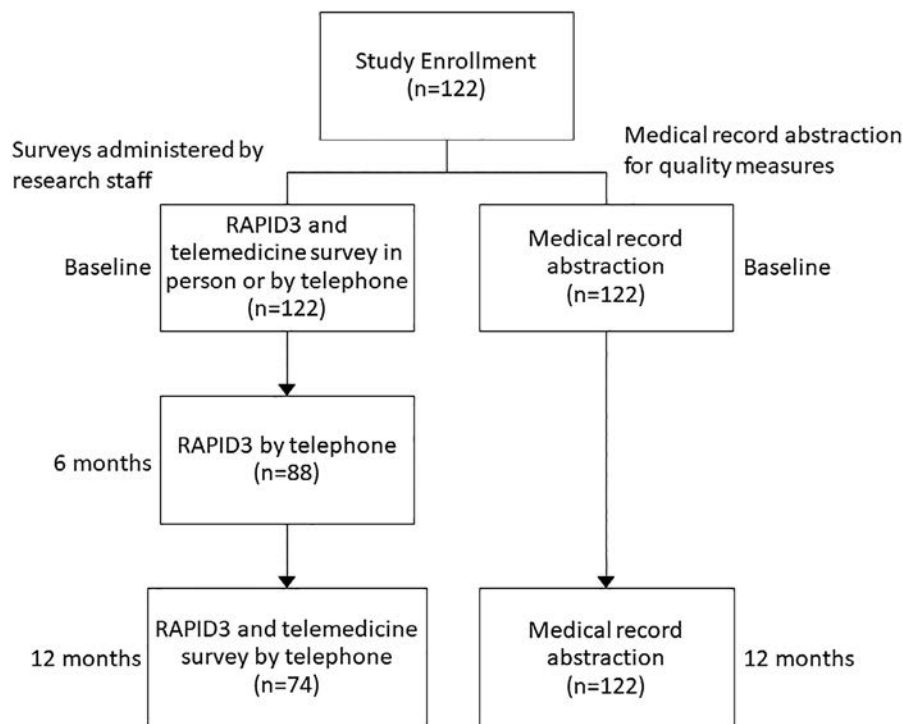 Study Enrollment
(n=122)
Surveys administered by
research staff
Medical record abstraction
for quality measures
Baseline
RAPID3 and
telemedicine survey in
person or by telephone
(n=122)
Medical record
abstraction
(n=122)
Baseline
6 months
RAPID3 by telephone
(n=88)
12 months
RAPID3 and telemedicine
survey by telephone
(n=74)
Medical record
abstraction
(n=122)
12 months